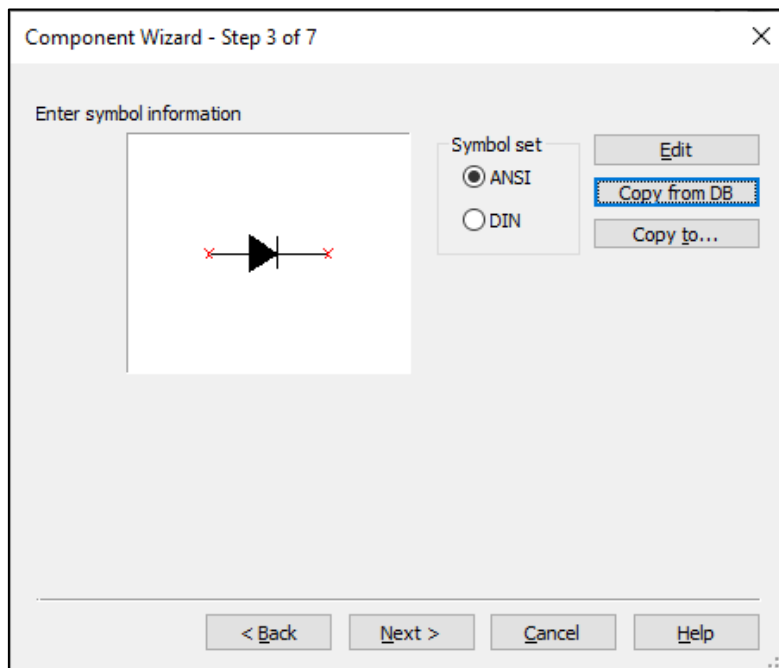 Component Wizard - Step 3 of 7
Enter symbol information
Symbol set
ANSI
DIN
Edit
Copy from DB
Copy to...
< Back
Next >
Cancel
Help